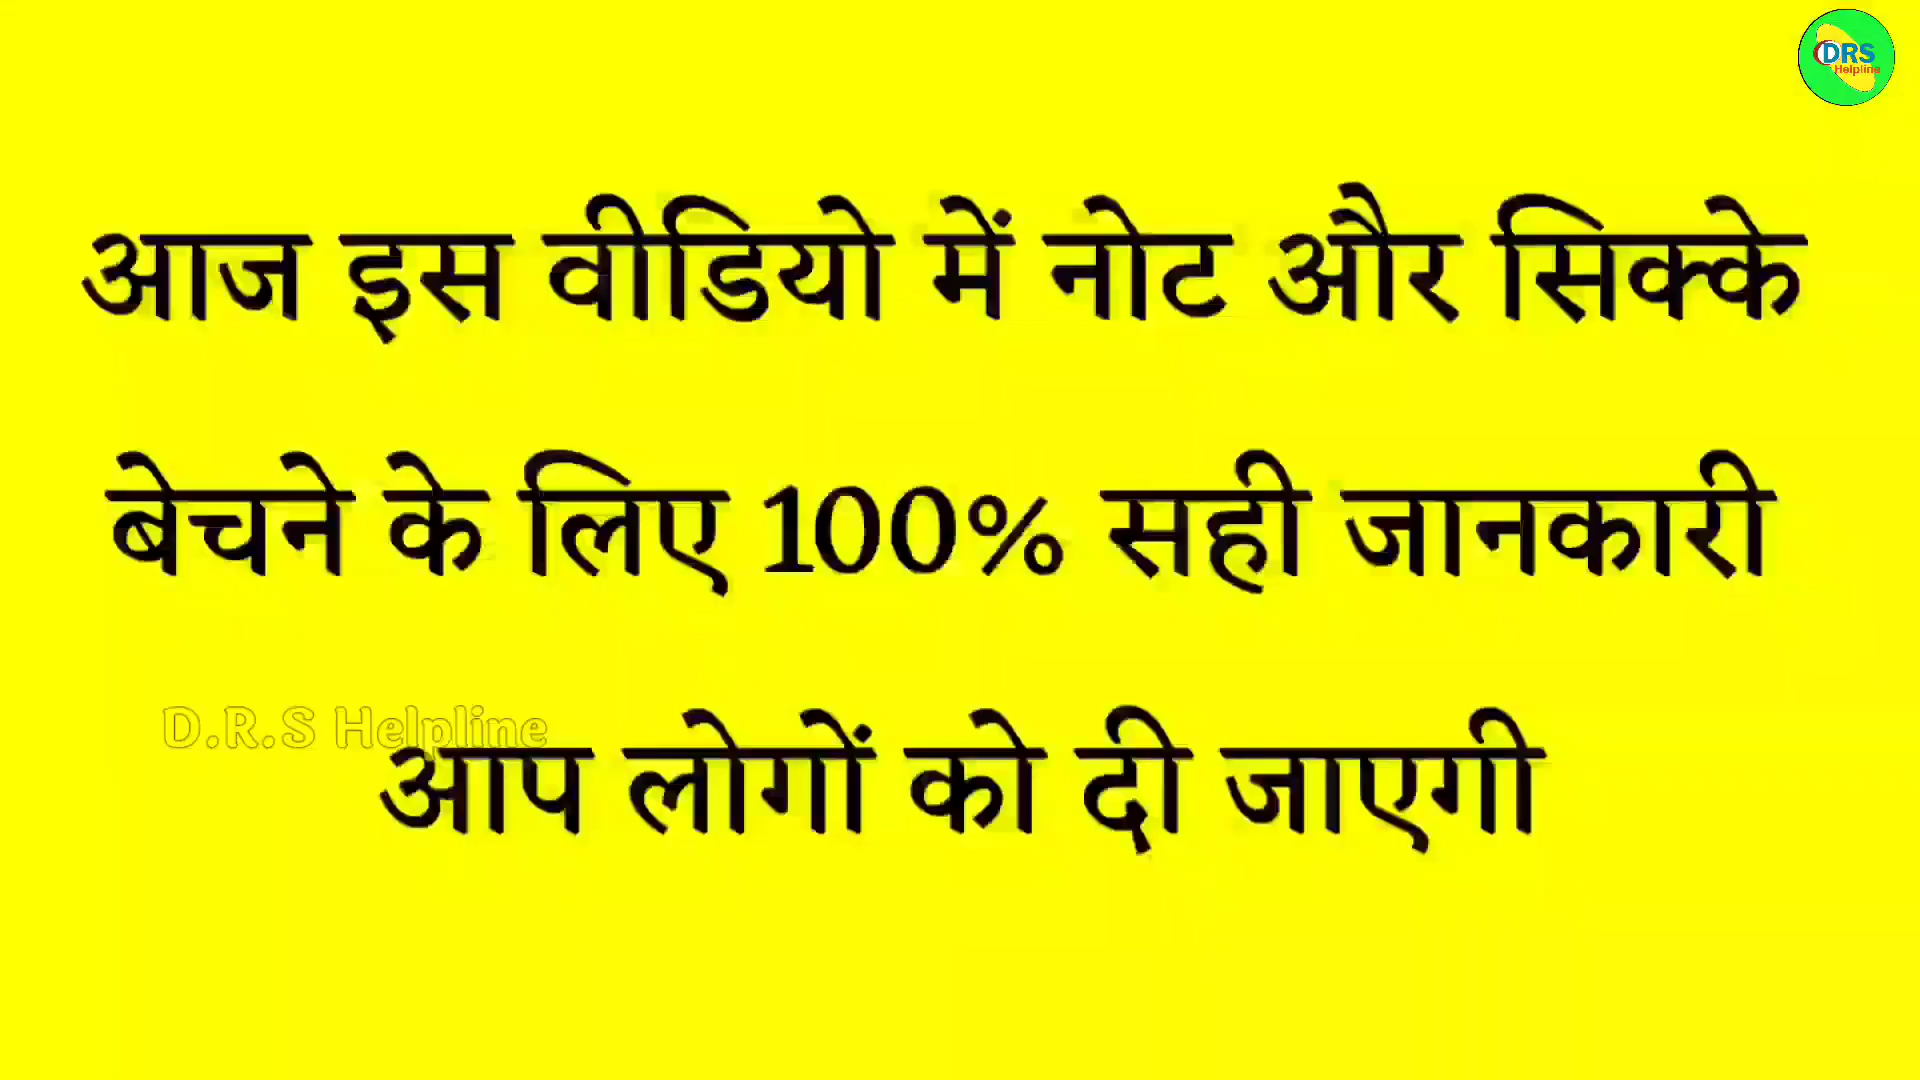 DRS
Helpline
आज इस वीडियो में नोट और सिक्के
बेचने के लिए 100% सही जानकारी
D.R.S Helpline
आप लोगों को दी जाएगी